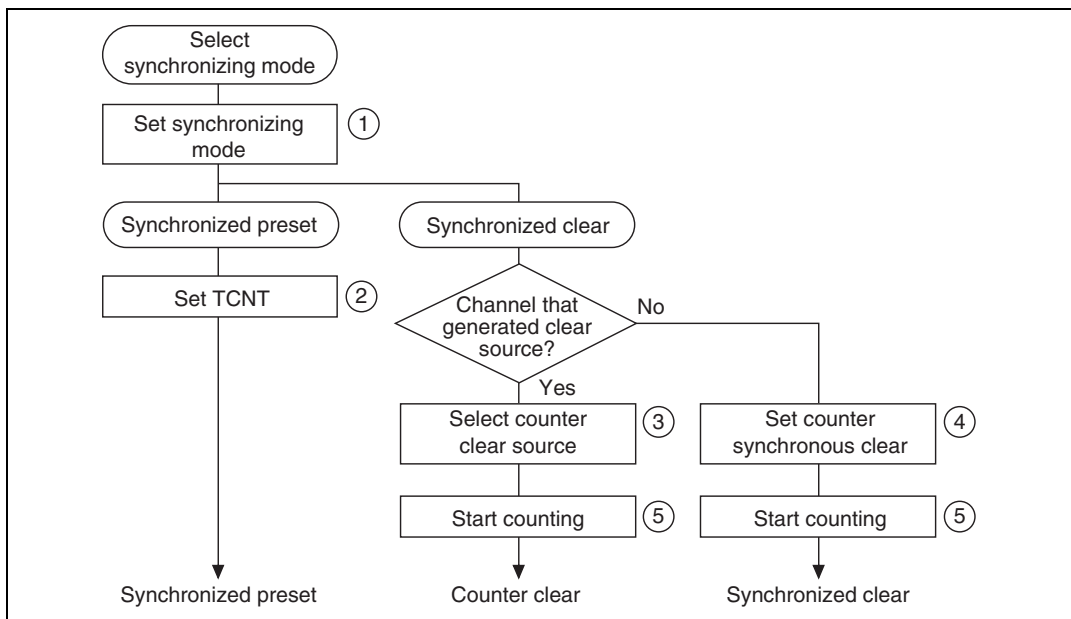 Select
synchronizing mode
Set synchronizing
mode
1
Synchronized preset
Synchronized clear
Set TCNT
2
Channel that
generated clear
source?
No
Yes
Select counter
clear source
3
Set counter
synchronous clear
4
Start counting
5
Start counting
5
Synchronized preset
Counter clear
Synchronized clear